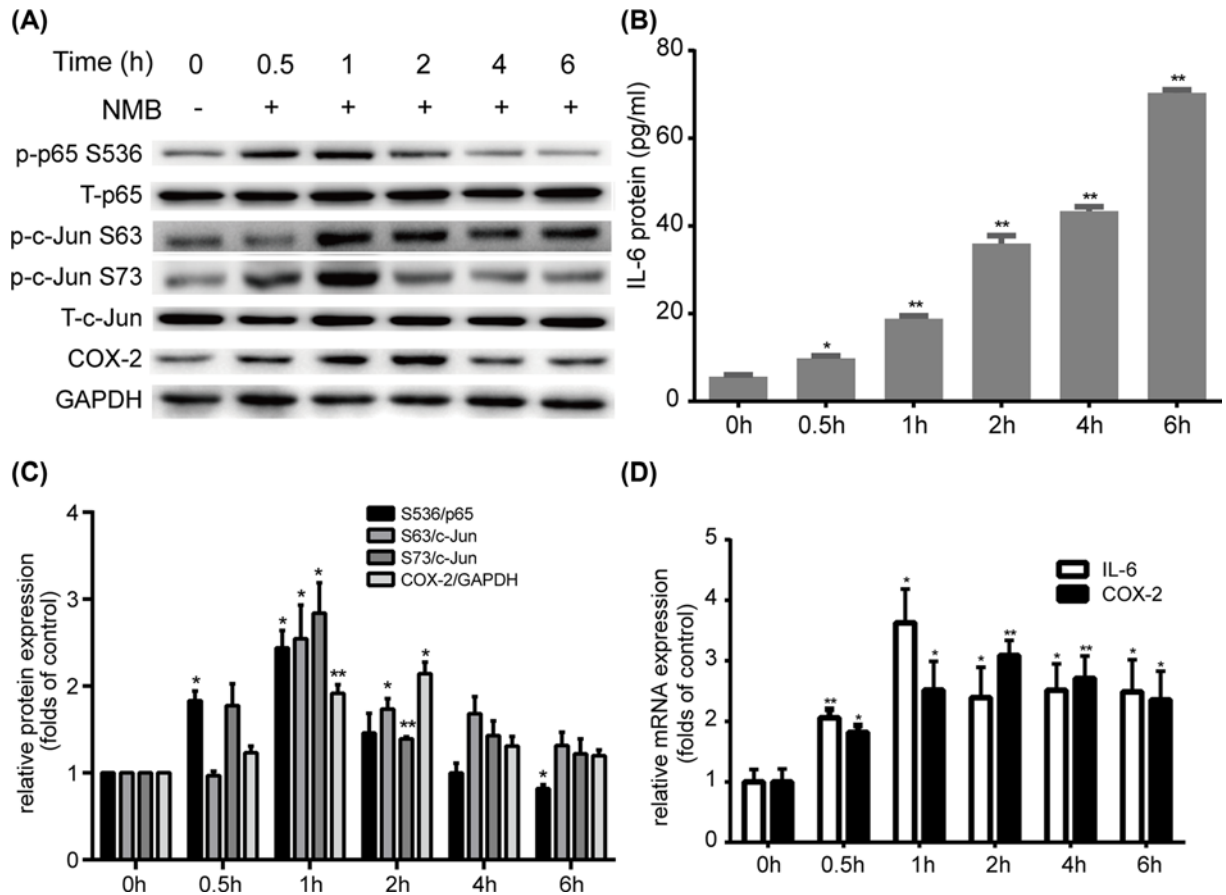 (A)
Time (h) 0 0.5 1 2 4 6
NMB - + + + + +
p-p65 S536
T-p65
p-c-Jun S63
p-c-Jun S73
T-c-Jun
COX-2
GAPDH
(B)
IL-6 protein (pg/ml)
80
60
40
20
0
* ** ** ** **
0h 0.5h 1h 2h 4h 6h
(C)
relative protein expression
(folds of control)
4
3
2
1
0
S536/p65
S63/c-Jun
S73/c-Jun
COX-2/GAPDH
* * * * ** * ** * *
0h 0.5h 1h 2h 4h 6h
(D)
relative mRNA expression
(folds of control)
5
4
3
2
1
0
IL-6
COX-2
** * * * * ** * ** * *
0h 0.5h 1h 2h 4h 6h